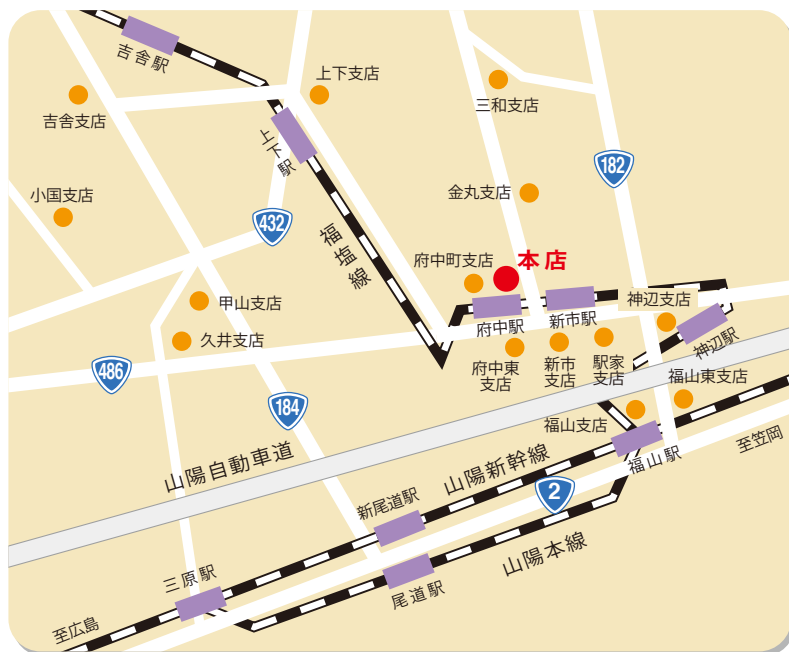 吉舎駅
上下支店
三和支店
吉舎支店
上下駅
182
小国支店
金丸支店
432
福塩線
本店
府中町支店
神辺支店
甲山支店
府中駅
新市駅
久井支店
神辺駅
府中東
支店
新市
支店
駅家
支店
486
福山東支店
184
福山支店
山陽自動車道
山陽新幹線
福山駅
至笠岡
新尾道駅
2
山陽本線
三原駅
尾道駅
至広島